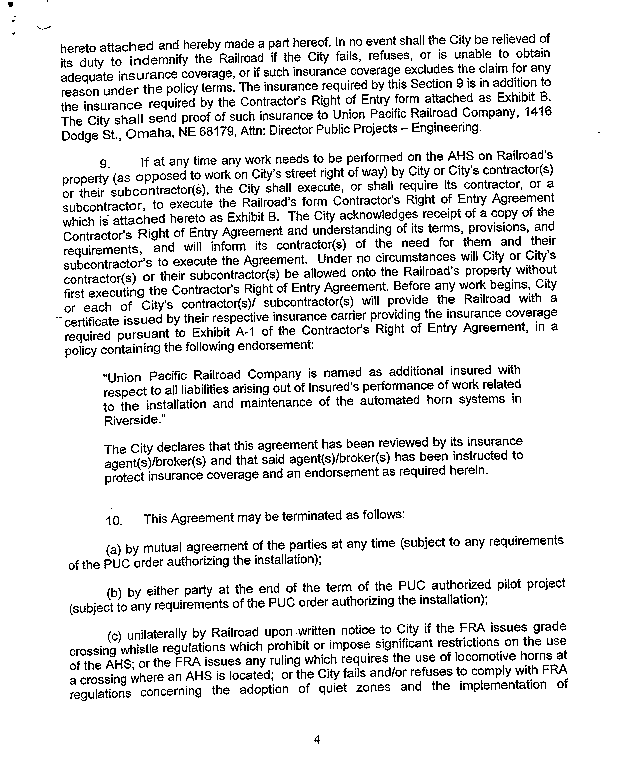 hereto attached and hereby made a part hereof. In no event shall the City be relieved of
its duty to indemnify the Railroad if the City fails, refuses, or is unable to obtain
adequate insurance coverage, or if such insurance coverage excludes the claim for any
reason under the policy terms. The insurance required by this Section 9 is in addition to
the insurance required by the Contractor's Right of Entry form attached as Exhibit B.
The City shall send proof of such insurance to Union Pacific Railroad Company, 1416
Dodge St., Omaha, NE 68179, Attn: Director Public Projects – Engineering.
9. If at any time any work needs to be performed on the AHS on Railroad's
property (as opposed to work on City's street right of way) by City or City's contractor(s)
or their subcontractor(s), the City shall execute, or shall require its contractor, or a
subcontractor, to execute the Railroad's form Contractor's Right of Entry Agreement
which is attached hereto as Exhibit B. The City acknowledges receipt of a copy of the
Contractor's Right of Entry Agreement and understanding of its terms, provisions, and
requirements, and will inform its contractor(s) of the need for them and their
subcontractor's to execute the Agreement. Under no circumstances will City or City's
contractor(s) or their subcontractor(s) be allowed onto the Railroad's property without
first executing the Contractor's Right of Entry Agreement. Before any work begins, City
or each of City's contractor(s)/ subcontractor(s) will provide the Railroad with a
certificate issued by their respective insurance carrier providing the insurance coverage
required pursuant to Exhibit A-1 of the Contractor's Right of Entry Agreement, in a
policy containing the following endorsement:
"Union Pacific Railroad Company is named as additional insured with
respect to all liabilities arising out of Insured's performance of work related
to the installation and maintenance of the automated horn systems in
Riverside."
The City declares that this agreement has been reviewed by its insurance
agent(s)/broker(s) and that said agent(s)/broker(s) has been instructed to
protect insurance coverage and an endorsement as required herein.
10. This Agreement may be terminated as follows:
(a) by mutual agreement of the parties at any time (subject to any requirements
of the PUC order authorizing the installation);
(b) by either party at the end of the term of the PUC authorized pilot project
(subject to any requirements of the PUC order authorizing the installation);
(c) unilaterally by Railroad upon written notice to City if the FRA issues grade
crossing whistle regulations which prohibit or impose significant restrictions on the use
of the AHS; or the FRA issues any ruling which requires the use of locomotive horns at
a crossing where an AHS is located; or the City fails and/or refuses to comply with FRA
regulations concerning the adoption of quiet zones and the implementation of
4